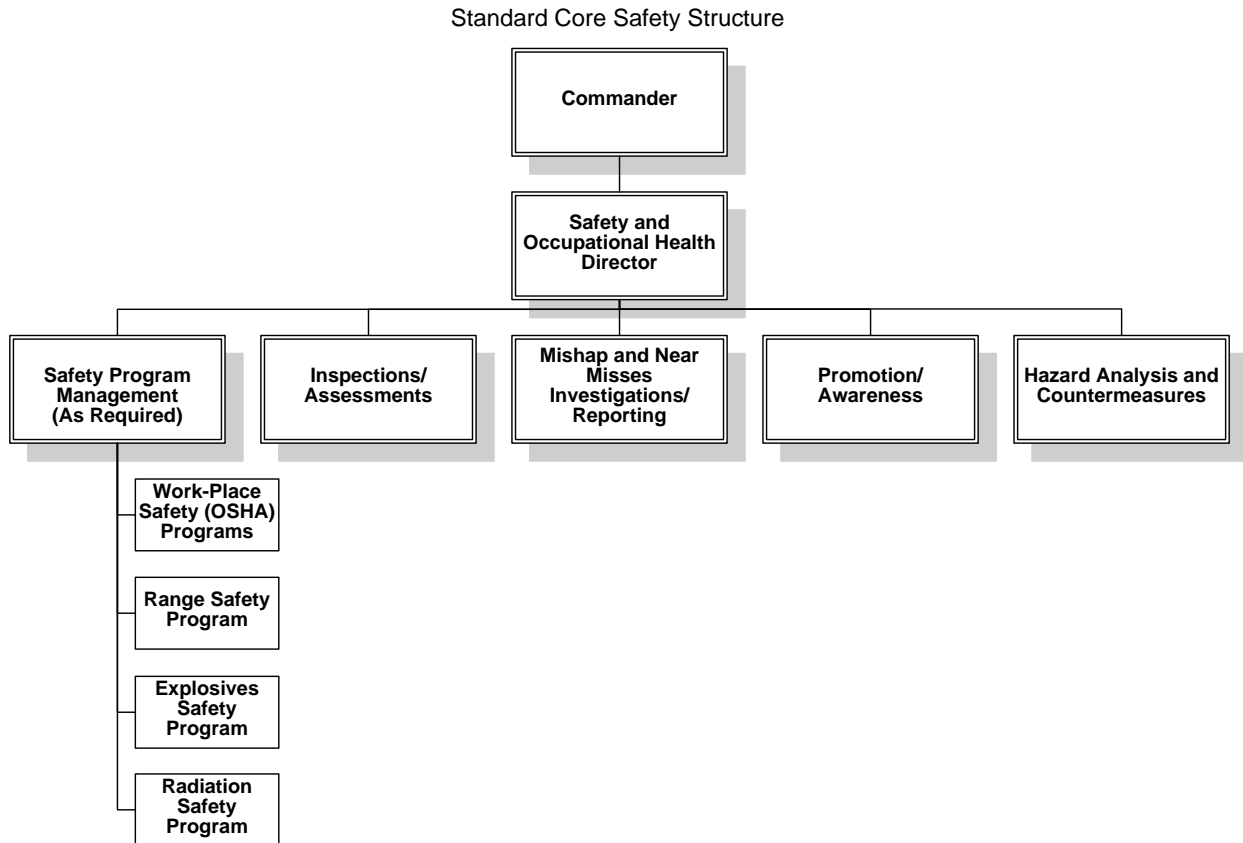 Standard Core Safety Structure
Commander
Safety and
Occupational Health
Director
Safety Program
Management
(As Required)
Inspections/
Assessments
Mishap and Near
Misses
Investigations/
Reporting
Promotion/
Awareness
Hazard Analysis and
Countermeasures
Work-Place
Safety (OSHA)
Programs
Range Safety
Program
Explosives
Safety
Program
Radiation
Safety
Program